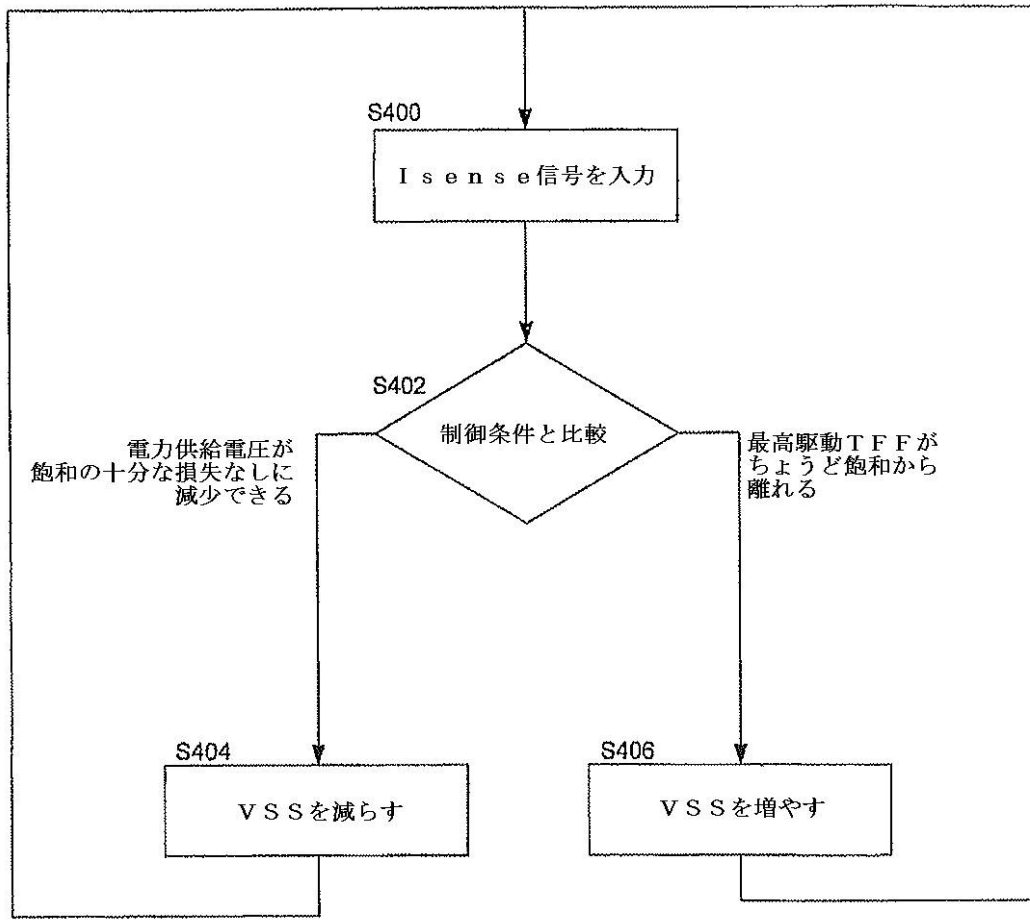 S400
Ｉｓｅｎｓｅ信号を入力
S402
制御条件と比較
電力供給電圧が
飽和の十分な損失なしに
減少できる
最高駆動ＴＦＦが
ちょうど飽和から
離れる
S404
ＶＳＳを減らす
S406
ＶＳＳを増やす